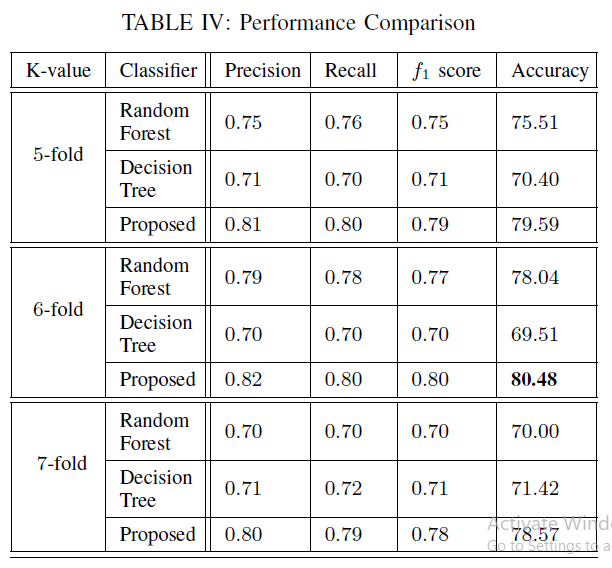 TABLE IV: Performance Comparison
K-value Classifier Precision Recall f1 score Accuracy
5-fold
Random Forest 0.75 0.76 0.75 75.51
Decision Tree 0.71 0.70 0.71 70.40
Proposed 0.81 0.80 0.79 79.59
6-fold
Random Forest 0.79 0.78 0.77 78.04
Decision Tree 0.70 0.70 0.70 69.51
Proposed 0.82 0.80 0.80 80.48
7-fold
Random Forest 0.70 0.70 0.70 70.00
Decision Tree 0.71 0.72 0.71 71.42
Proposed 0.80 0.79 0.78 78.57
Activate Wind
Go to Settings to a